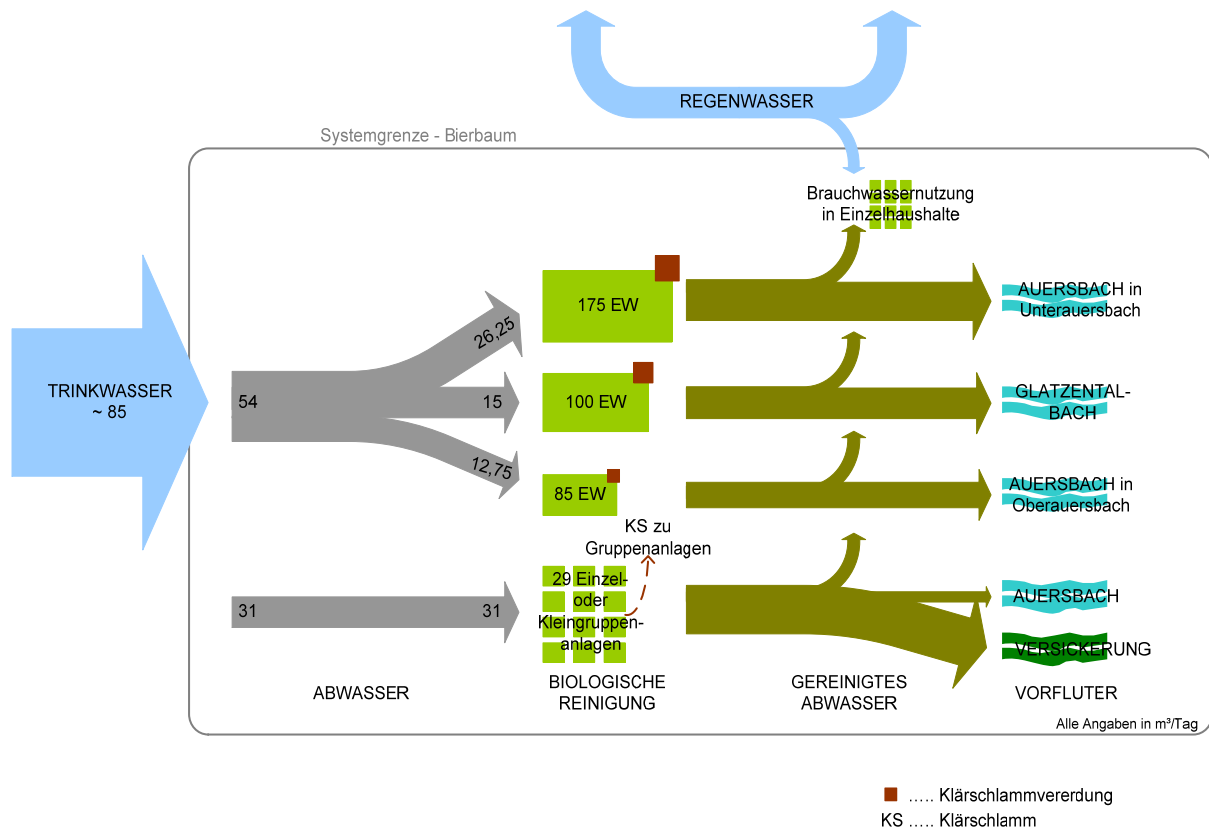 REGENWASSER
Systemgrenze - Bierbaum
Brauchwassernutzung
in Einzelhaushalte
TRINKWASSER
~ 85
54
26,25
15
12,75
175 EW
100 EW
85 EW
AUERSBACH in
Unterauersbach
GLATZENTAL-
BACH
AUERSBACH in
Oberauersbach
KS zu
Gruppenanlagen
31
31
29 Einzel-
oder
Kleingruppen-
anlagen
AUERSBACH
VERSICKERUNG
ABWASSER
BIOLOGISCHE
REINIGUNG
GEREINIGTES
ABWASSER
VORFLUTER
Alle Angaben in m³/Tag
..... Klärschlammvererdung
KS ..... Klärschlamm